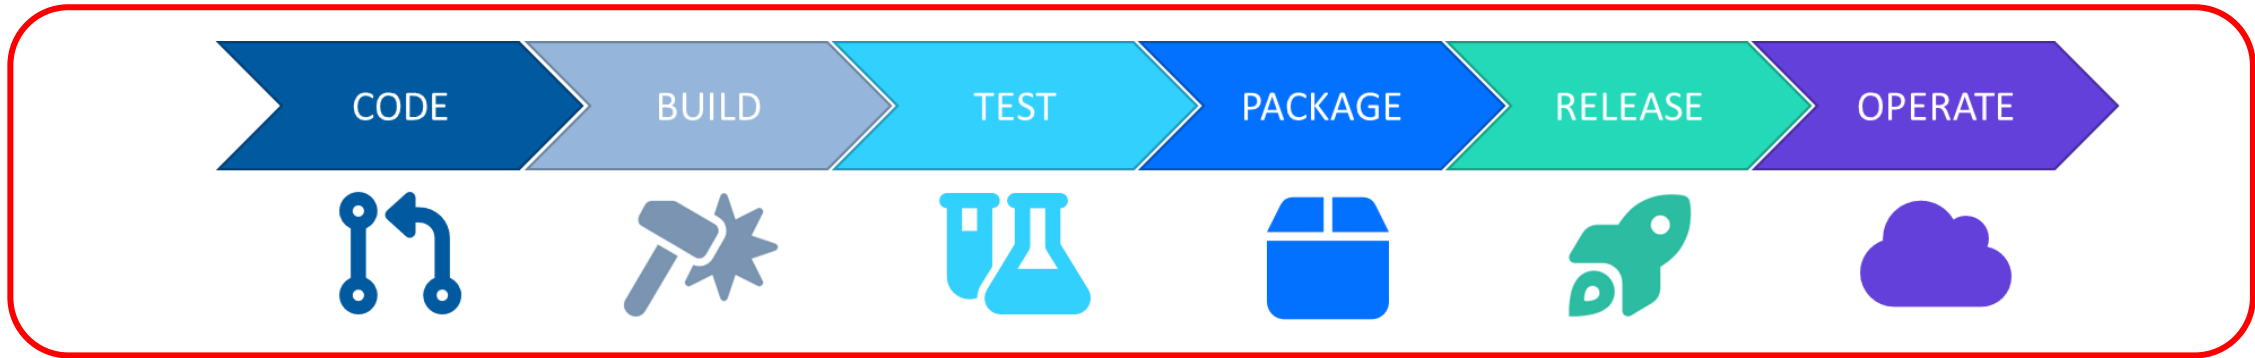 CODE
BUILD
TEST
PACKAGE
RELEASE
OPERATE